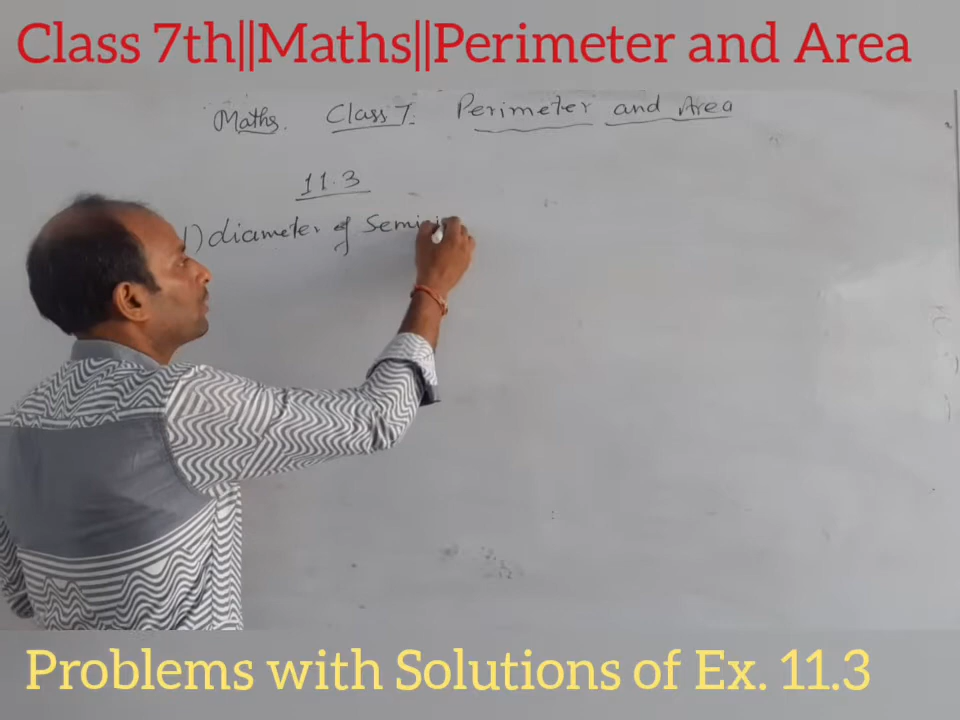 Class 7th||Maths||Perimeter and Area
Maths. Class 7. Perimeter and Area
11.3
1) diameter of Semici
Problems with Solutions of Ex. 11.3